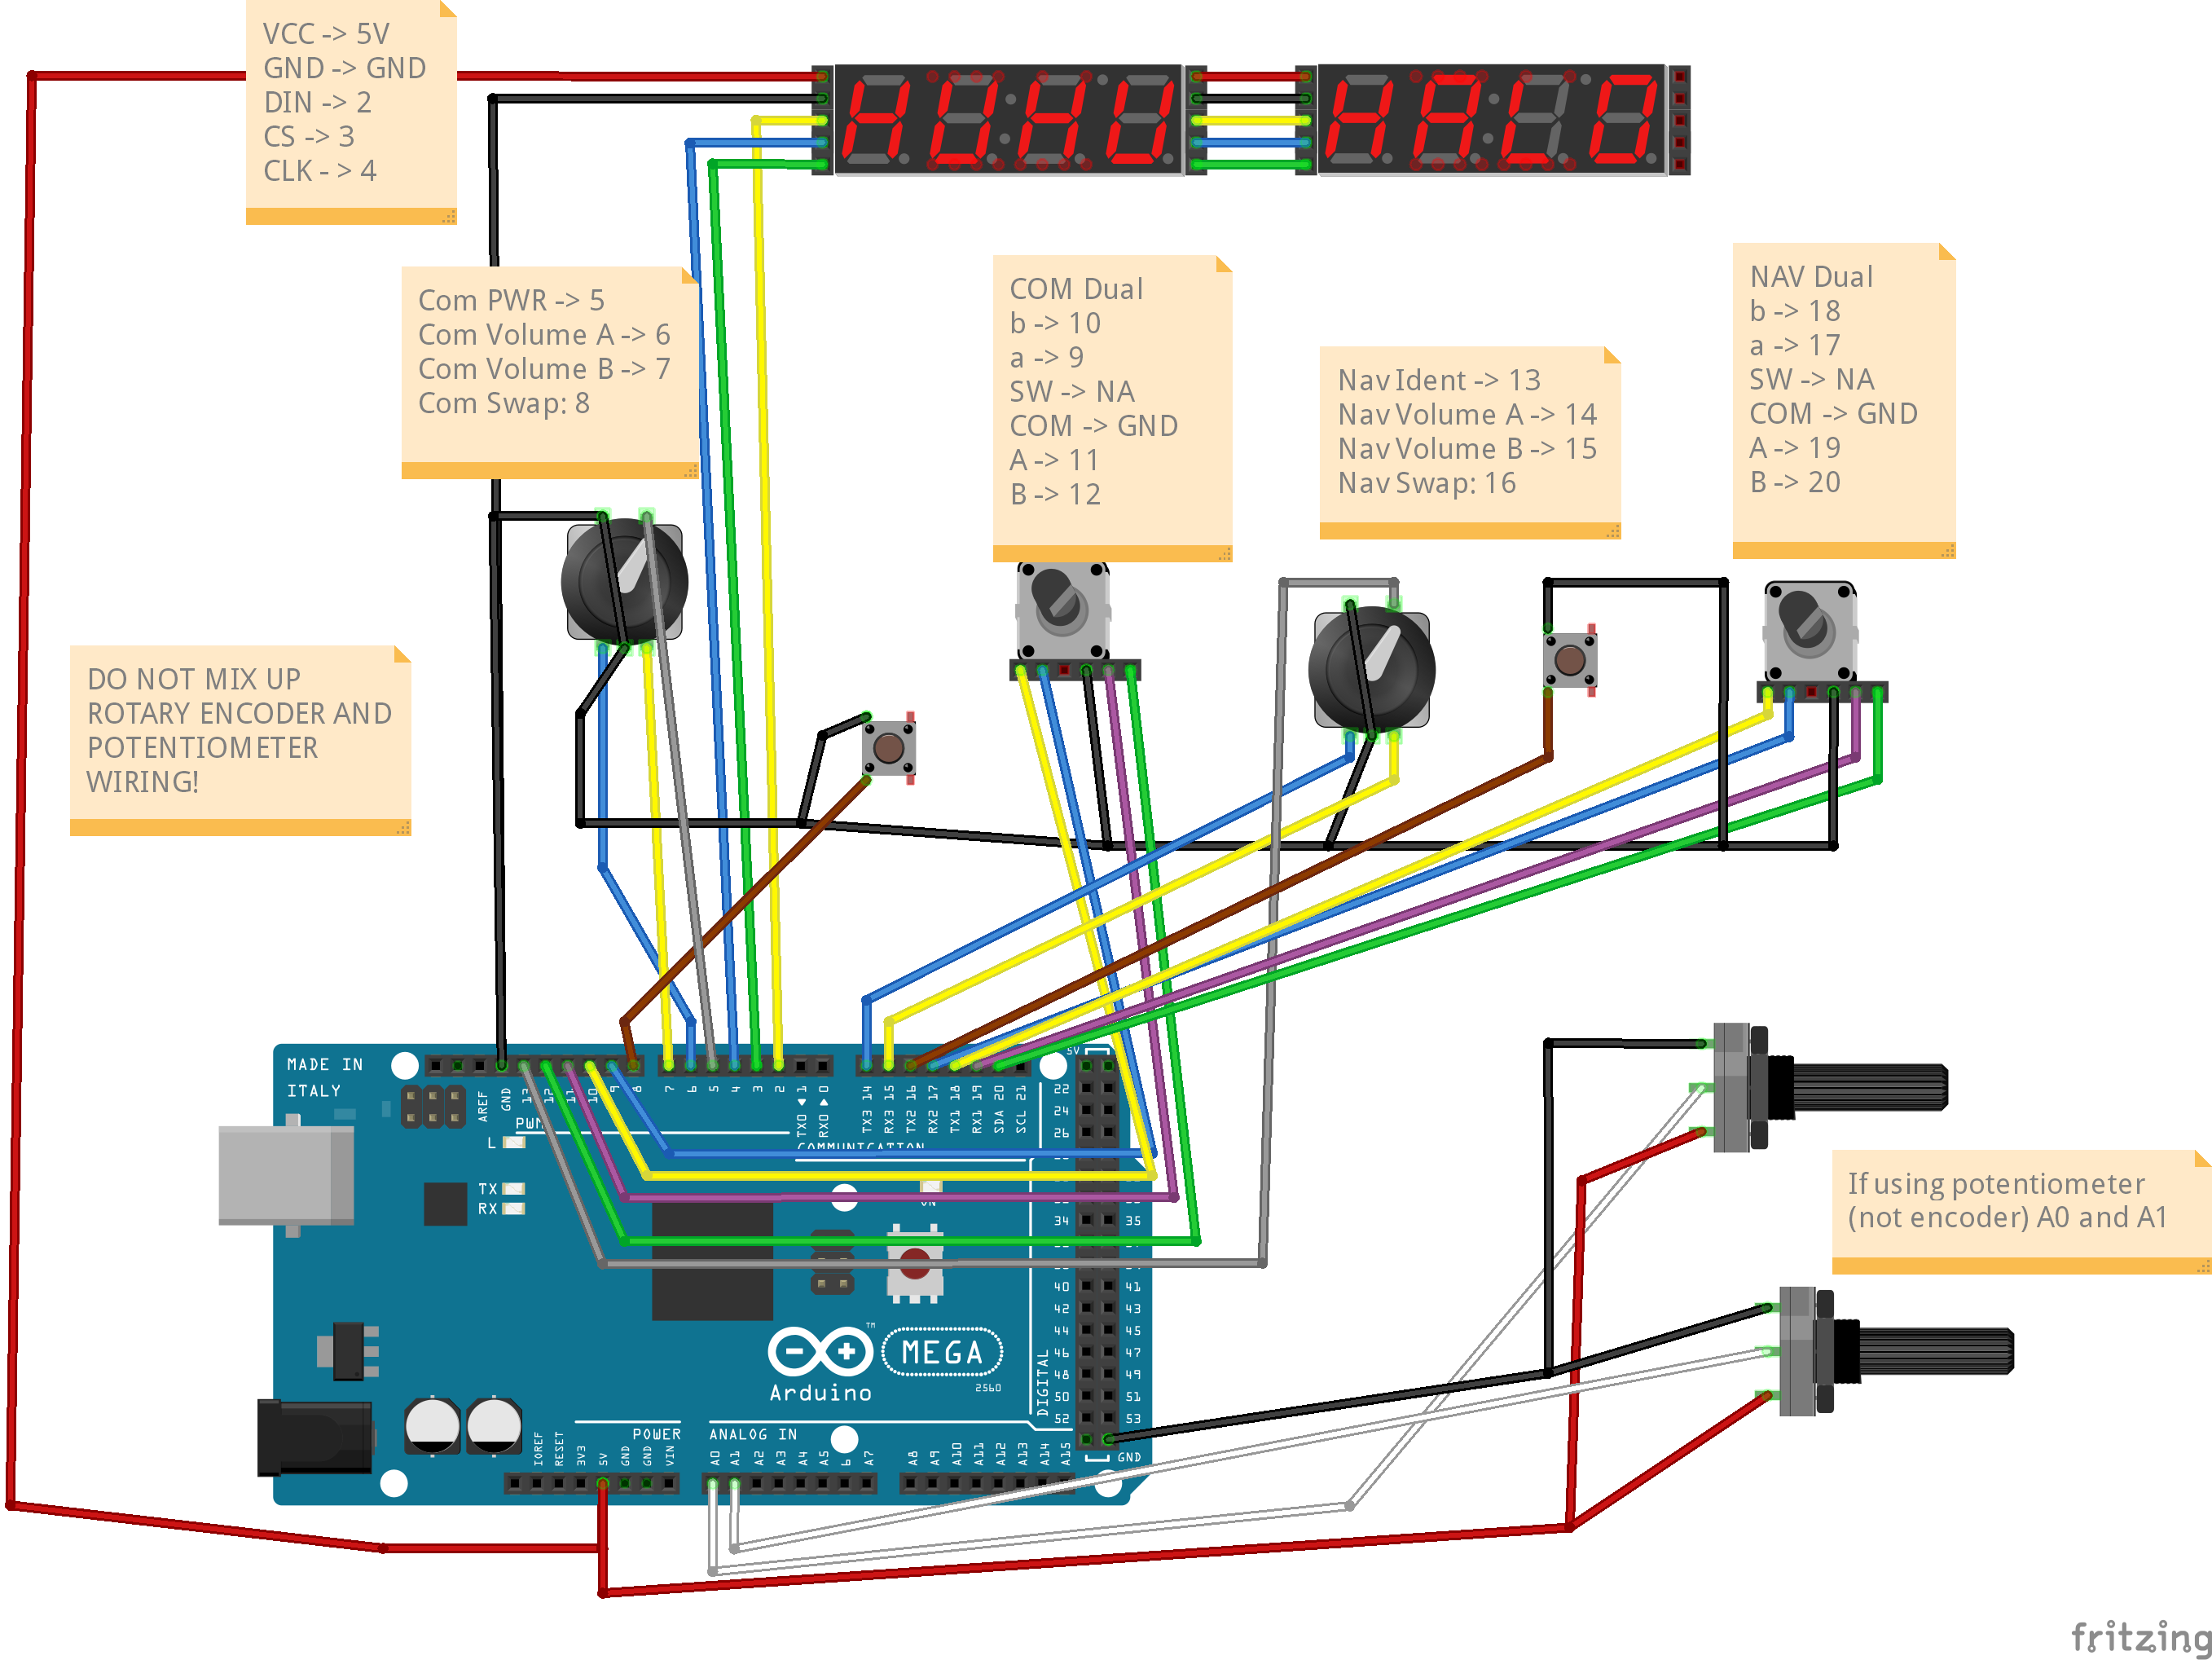 VCC -> 5V
GND -> GND
DIN -> 2
CS -> 3
CLK - > 4
Com PWR -> 5
Com Volume A -> 6
Com Volume B -> 7
Com Swap: 8
COM Dual
b -> 10
a -> 9
SW -> NA
COM -> GND
A -> 11
B -> 12
Nav Ident -> 13
Nav Volume A -> 14
Nav Volume B -> 15
Nav Swap: 16
NAV Dual
b -> 18
a -> 17
SW -> NA
COM -> GND
A -> 19
B -> 20
DO NOT MIX UP
ROTARY ENCODER AND
POTENTIOMETER
WIRING!
If using potentiometer
(not encoder) A0 and A1
MADE IN
ITALY
AREF
GND
13
12
11
10
9
8
7
6
5
4
3
2
TX0 1
RX0 0
TX3 14
RX3 15
TX2 16
RX2 17
TX1 18
RX1 19
SDA 20
SCL 21
5V
22
24
26
34 35
40 41
42 43
44 45
46 47
48 49
50 51
52 53
GND
PWM
COMMUNICATION
L
TX
RX
ON
DIGITAL
Arduino
TM
MEGA
2560
POWER
ANALOG IN
IOREF
RESET
3V3
5V
GND
GND
VIN
A0
A1
A2
A3
A4
A5
6
A7
A8
A9
A10
A11
A12
A13
A14
A15
fritzing